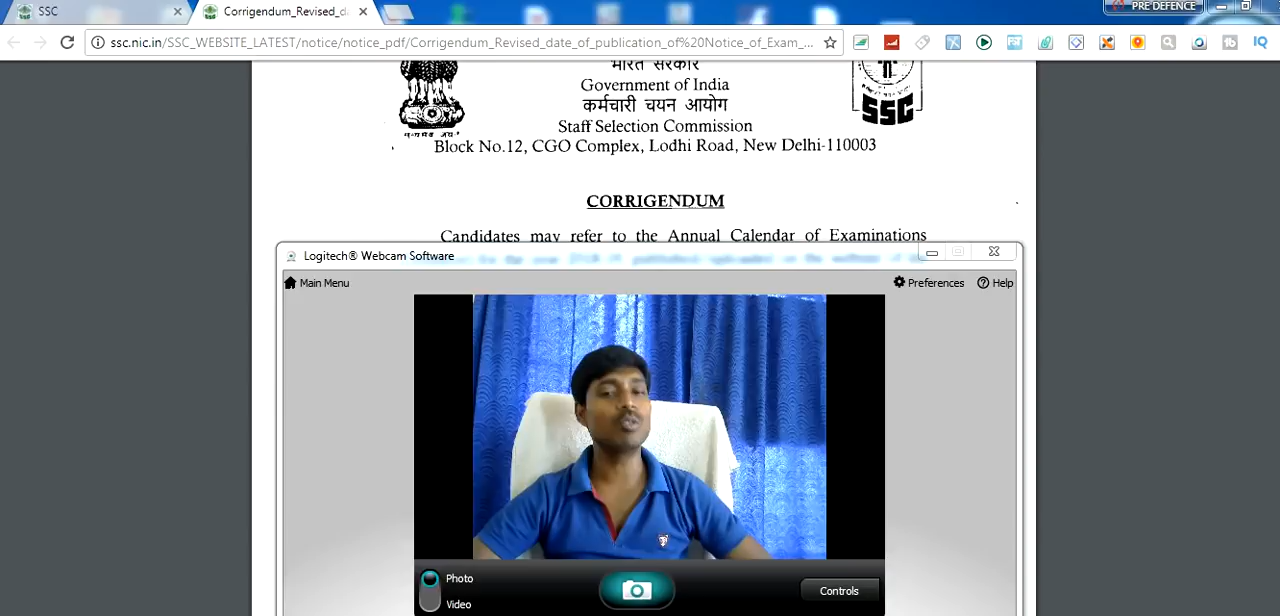 SSC
Corrigendum_Revised_d
PRE DEFENCE
ssc.nic.in/SSC_WEBSITE_LATEST/notice/notice_pdf/Corrigendum_Revised_date_of_publication_of%20Notice_of_Exam_...
भारत सरकार
Government of India
कर्मचारी चयन आयोग
Staff Selection Commission
Block No.12, CGO Complex, Lodhi Road, New Delhi-110003
SSC
CORRIGENDUM
Candidates may refer to the Annual Calendar of Examinations
Logitech® Webcam Software
Main Menu
Preferences
Help
Photo
Video
Controls